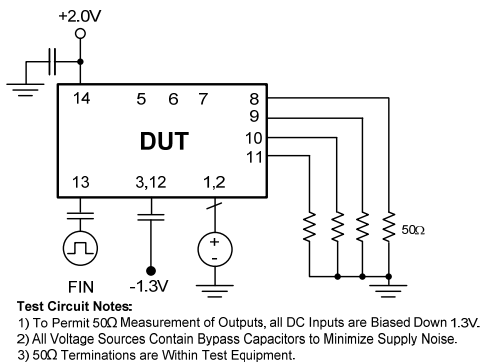 +2.0V
14 5 6 7 8
9
DUT 10
11
13 3,12 1,2
50Ω
+
-
FIN -1.3V
Test Circuit Notes:
1) To Permit 50Ω Measurement of Outputs, all DC Inputs are Biased Down 1.3V.
2) All Voltage Sources Contain Bypass Capacitors to Minimize Supply Noise.
3) 50Ω Terminations are Within Test Equipment.